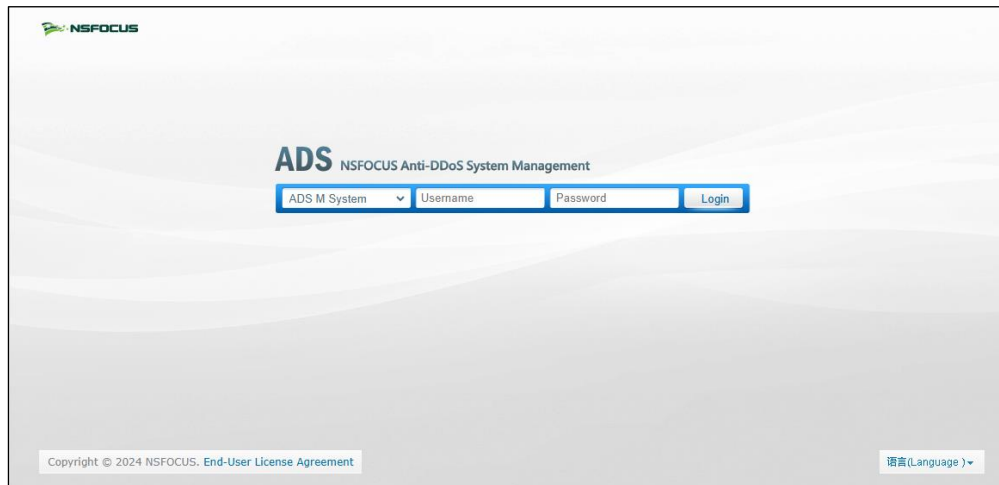 NSFOCUS
ADS NSFOCUS Anti-DDoS System Management
ADS M System Username Password Login
Copyright © 2024 NSFOCUS. End-User License Agreement 语言(Language )